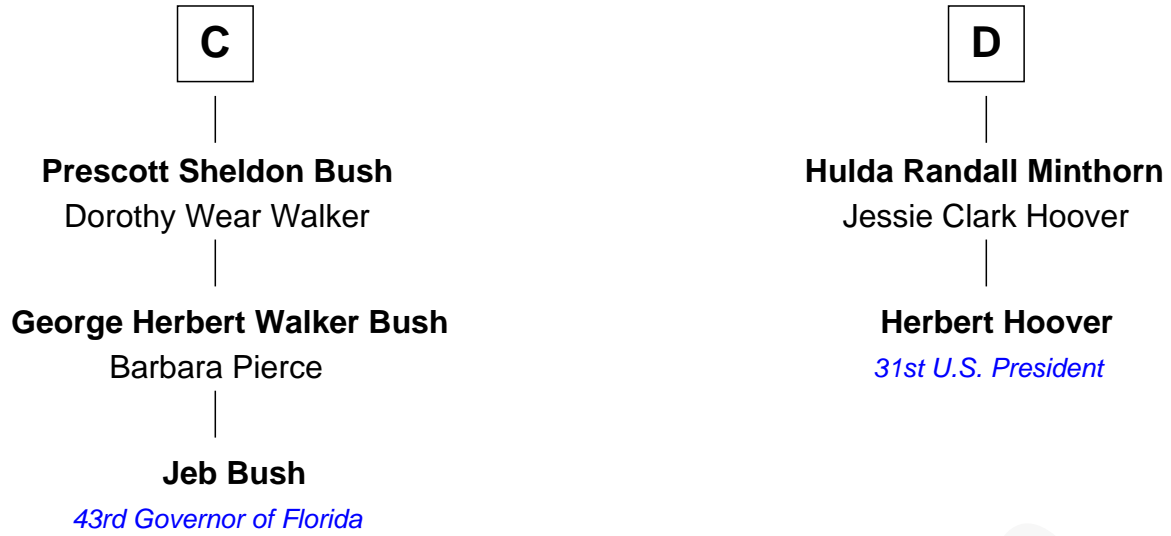 C
Prescott Sheldon Bush
Dorothy Wear Walker
George Herbert Walker Bush
Barbara Pierce
Jeb Bush
43rd Governor of Florida
D
Hulda Randall Minthorn
Jessie Clark Hoover
Herbert Hoover
31st U.S. President